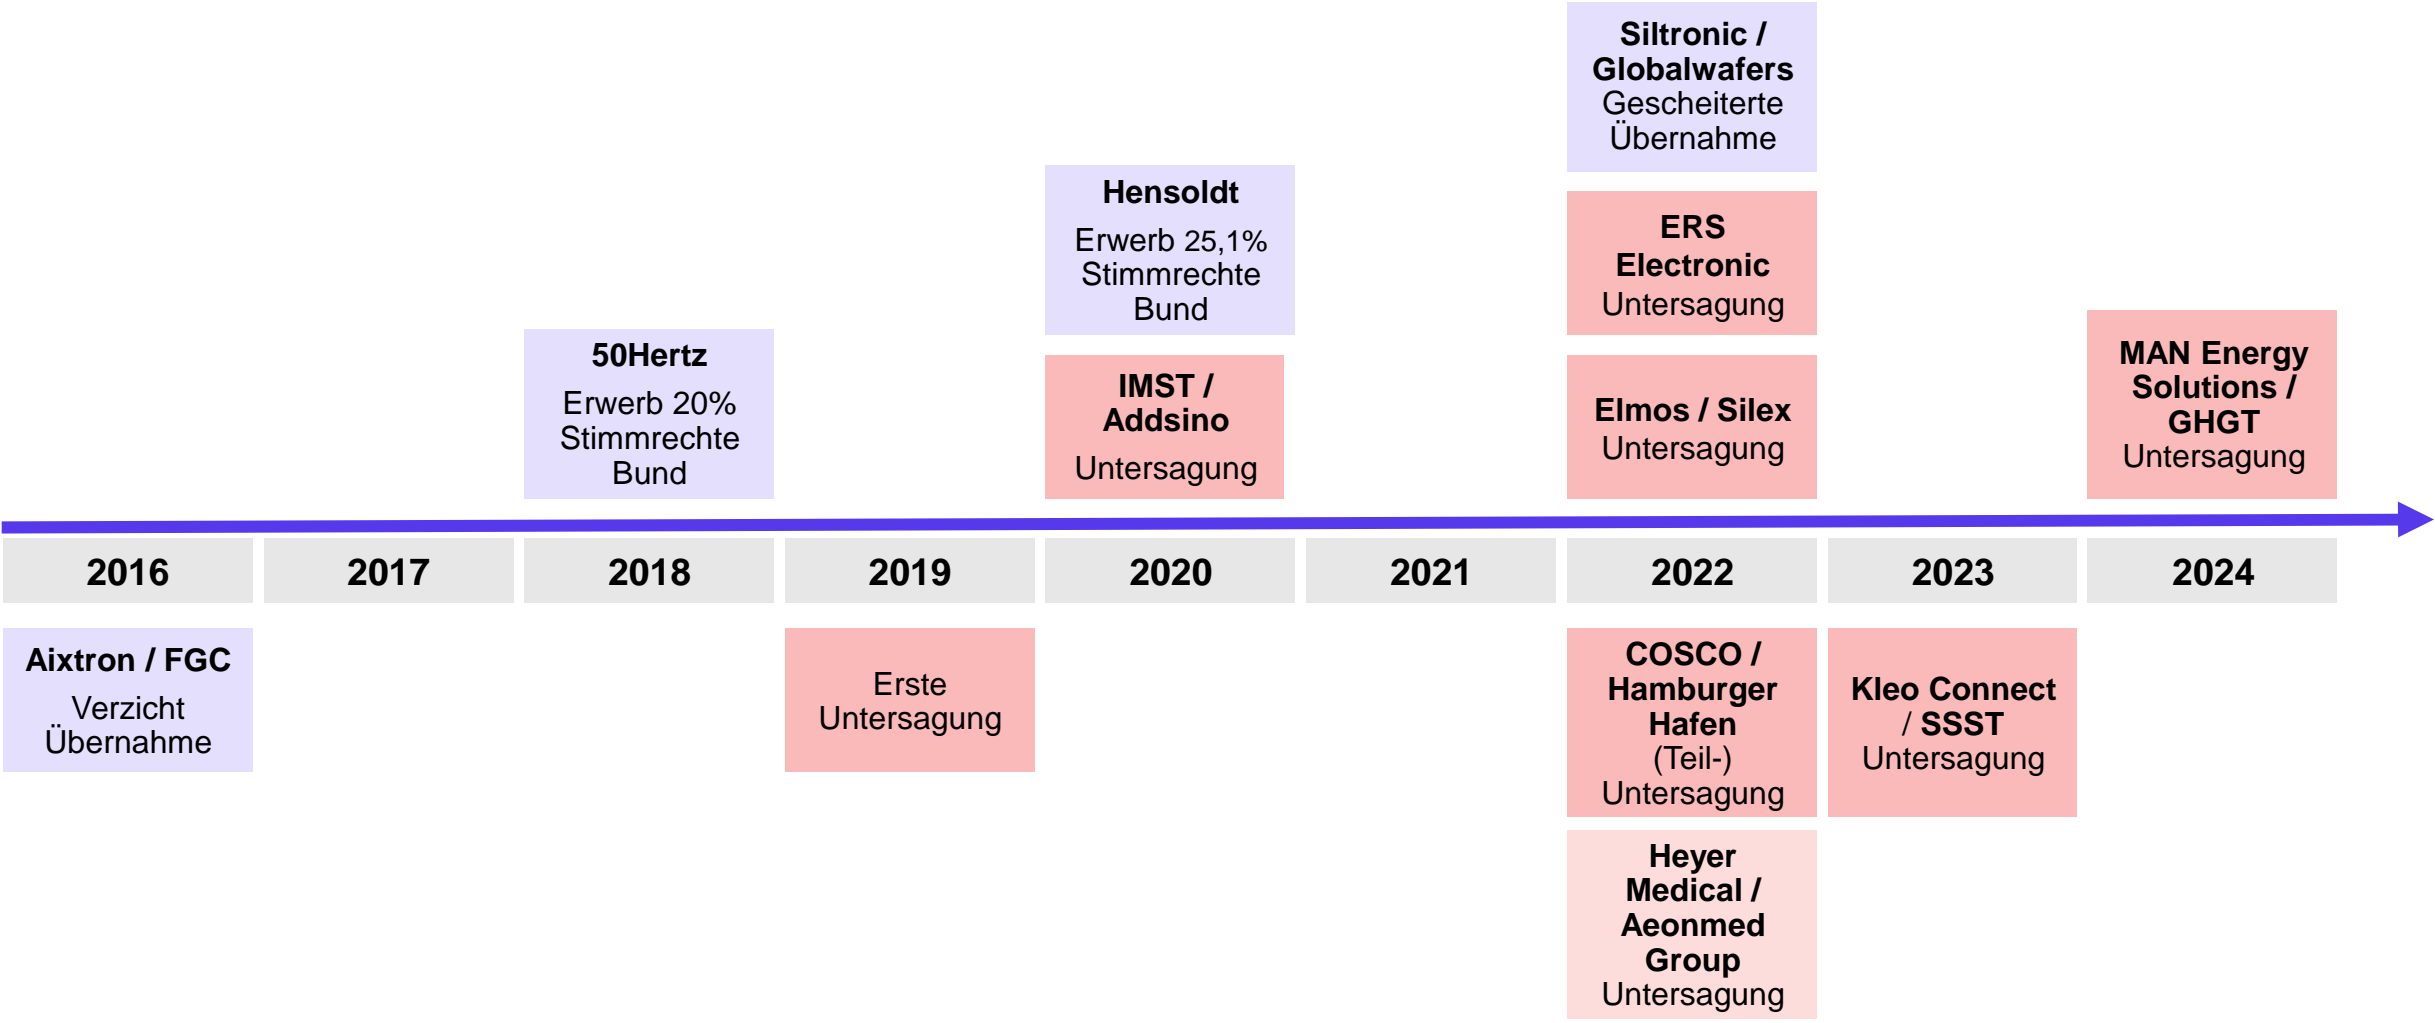 Siltronic /
Globalwafers
Gescheiterte
Übernahme
Hensoldt
Erwerb 25,1%
Stimmrechte
Bund
ERS
Electronic
Untersagung
50Hertz
Erwerb 20%
Stimmrechte
Bund
IMST /
Addsino
Untersagung
Elmos / Silex
Untersagung
MAN Energy
Solutions /
GHGT
Untersagung
2016
2017
2018
2019
2020
2021
2022
2023
2024
Aixtron / FGC
Verzicht
Übernahme
Erste
Untersagung
COSCO /
Hamburger
Hafen
(Teil-)
Untersagung
Kleo Connect
/ SSST
Untersagung
Heyer
Medical /
Aeonmed
Group
Untersagung